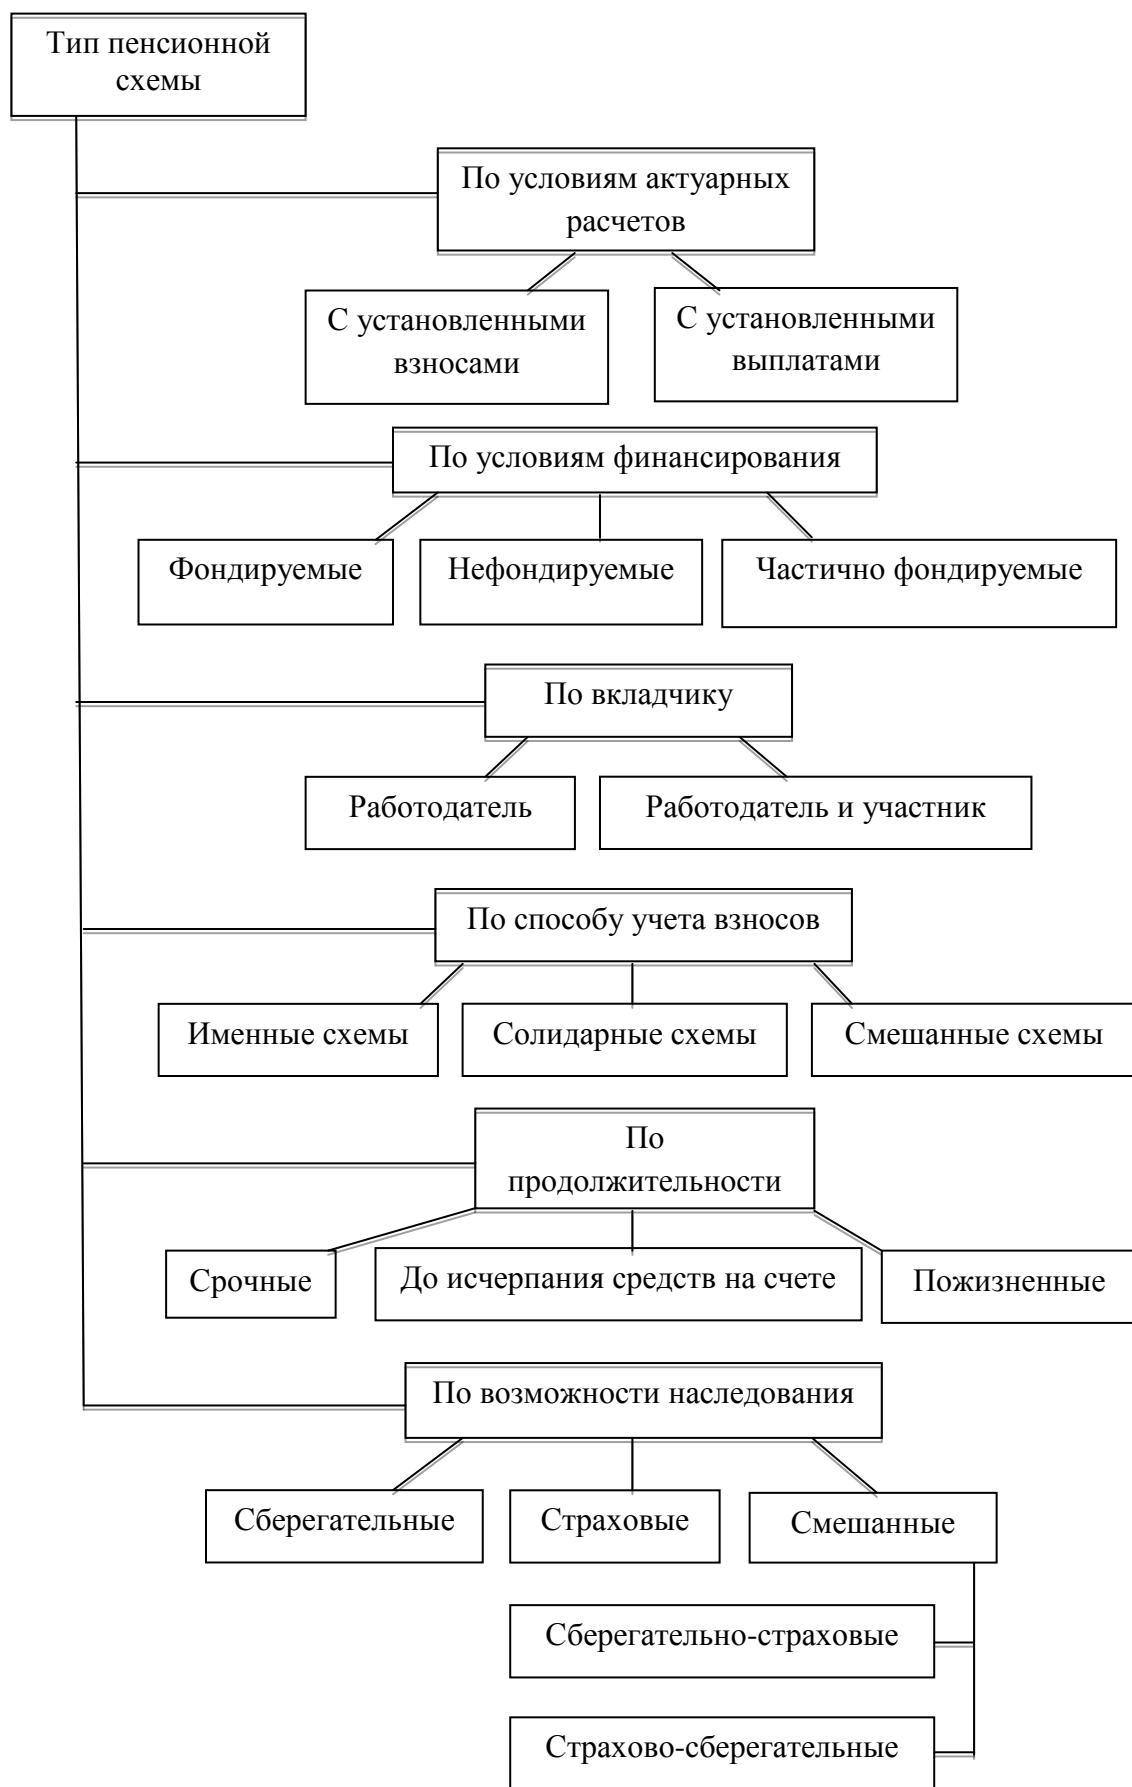 Тип пенсионной
схемы
По условиям актуарных
расчетов
С установленными
взносами
С установленными
выплатами
По условиям финансирования
Фондируемые
Нефондируемые
Частично фондируемые
По вкладчику
Работодатель
Работодатель и участник
По способу учета взносов
Именные схемы
Солидарные схемы
Смешанные схемы
По
продолжительности
Срочные
До исчерпания средств на счете
Пожизненные
По возможности наследования
Сберегательные
Страховые
Смешанные
Сберегательно-страховые
Страхово-сберегательные